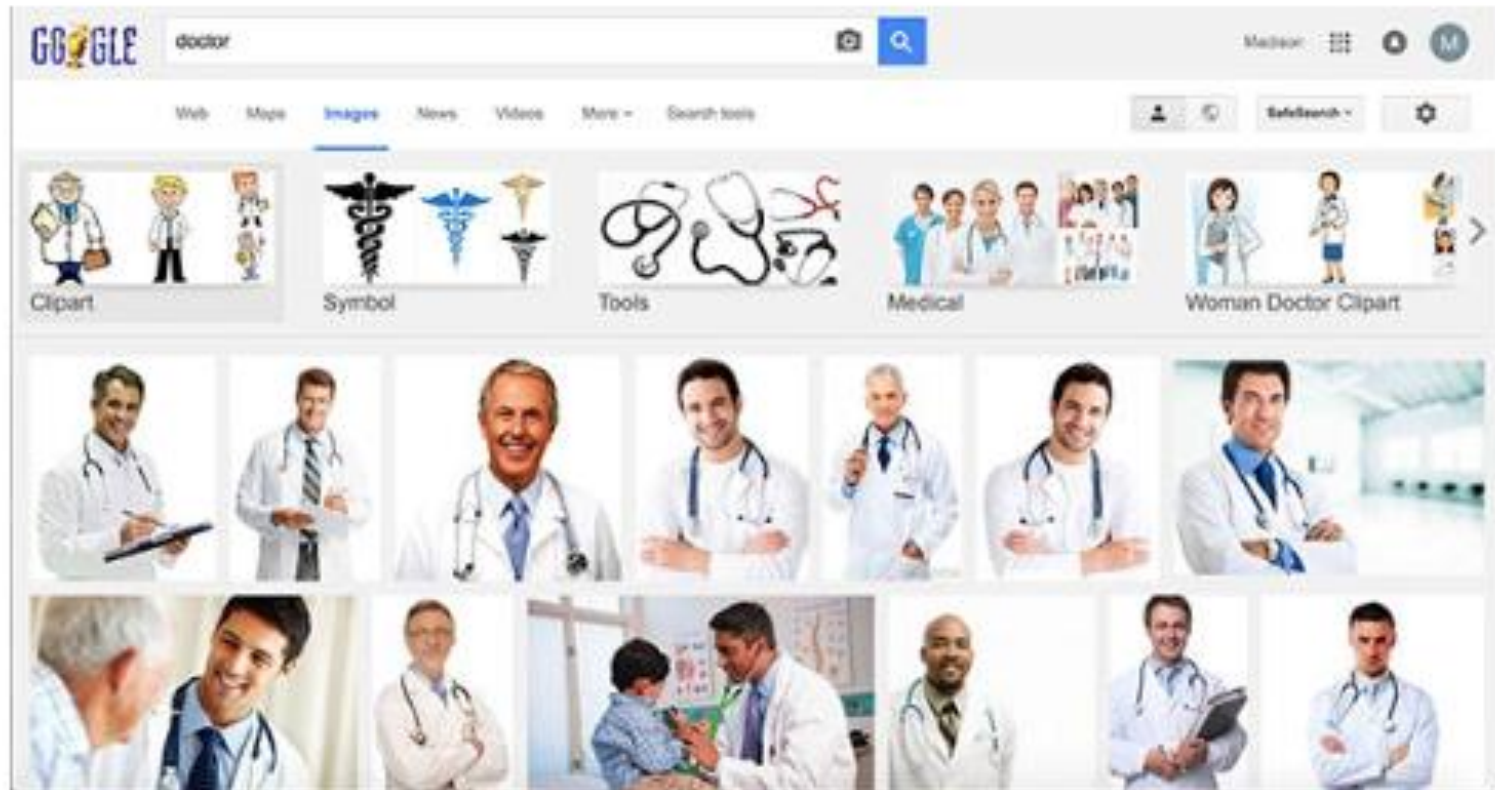 GOOGLE doctor Madison M
Web Maps Images News Videos More Search tools SafeSearch
Clipart Symbol Tools Medical Woman Doctor Clipart